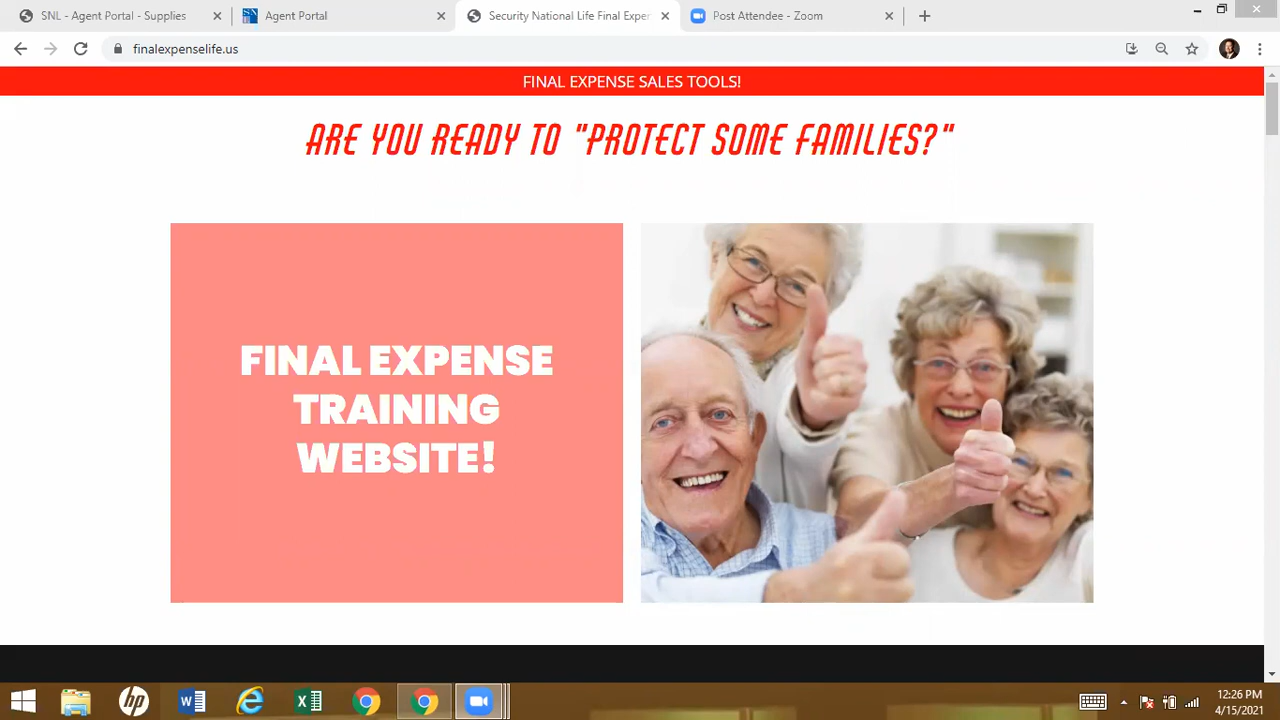 SNL - Agent Portal - Supplies
Agent Portal
Security National Life Final Exper
Post Attendee - Zoom
finalexpenselife.us
FINAL EXPENSE SALES TOOLS!
ARE YOU READY TO "PROTECT SOME FAMILIES?"
FINAL EXPENSE
TRAINING
WEBSITE!
12:26 PM
4/15/2021